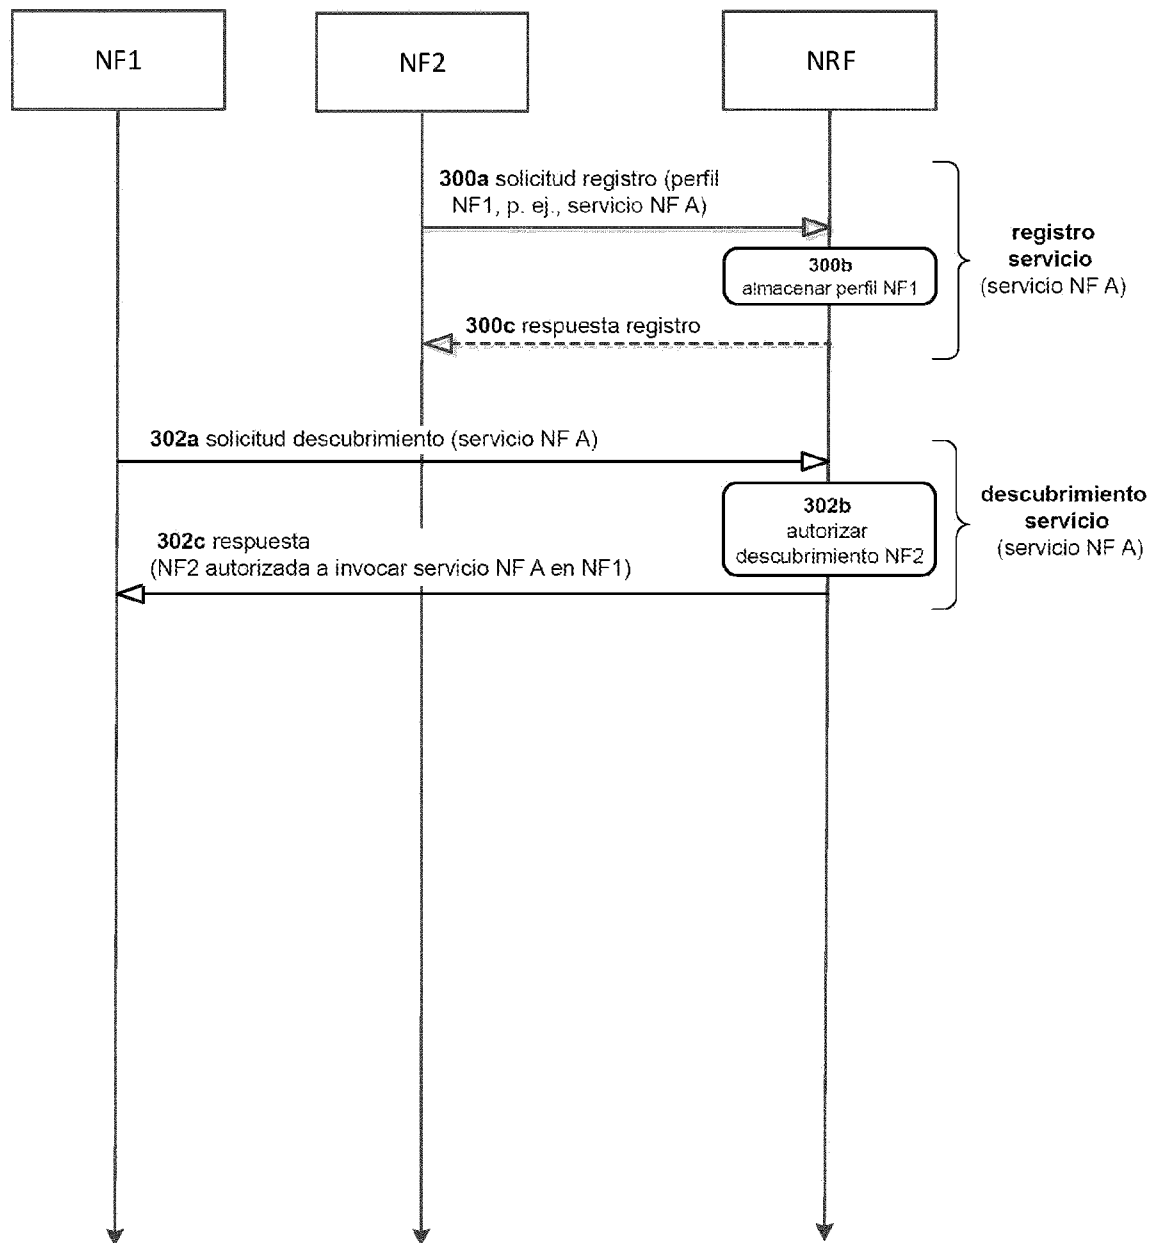 NF1
NF2
NRF
300a solicitud registro (perfil
NF1, p. ej., servicio NF A)
300b
almacenar perfil NF1
registro
servicio
(servicio NF A)
300c respuesta registro
302a solicitud descubrimiento (servicio NF A)
302b
autorizar
descubrimiento NF2
descubrimiento
servicio
(servicio NF A)
302c respuesta
(NF2 autorizada a invocar servicio NF A en NF1)